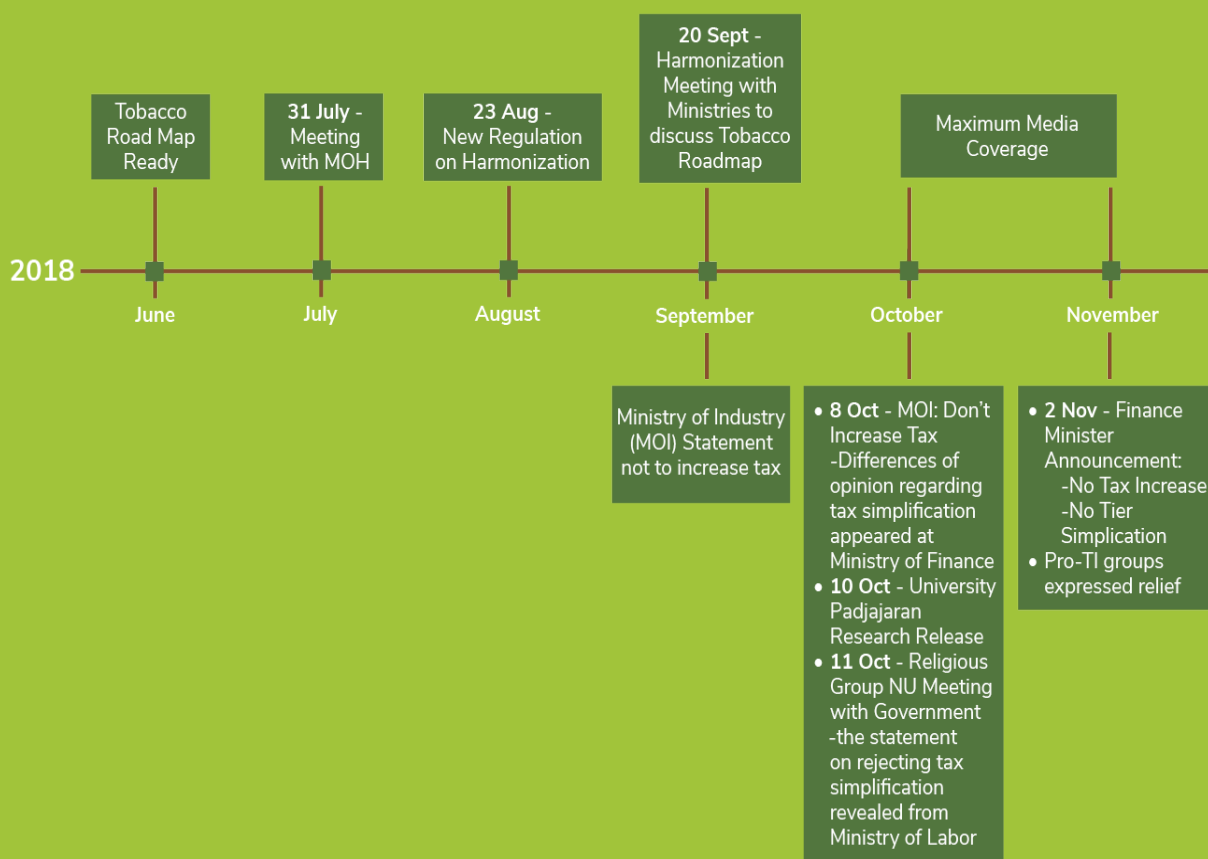 Tobacco
Road Map
Ready
31 July -
Meeting
with MOH
23 Aug -
New Regulation
on Harmonization
20 Sept -
Harmonization
Meeting with
Ministries to
discuss Tobacco
Roadmap
Maximum Media
Coverage
2018
June
July
August
September
October
November
Ministry of Industry
(MOI) Statement
not to increase tax
• 8 Oct - MOI: Don't
Increase Tax
-Differences of
opinion regarding
tax simplification
appeared at
Ministry of Finance
• 10 Oct - University
Padjajaran
Research Release
• 11 Oct - Religious
Group NU Meeting
with Government
-the statement
on rejecting tax
simplification
revealed from
Ministry of Labor
• 2 Nov - Finance
Minister
Announcement:
-No Tax Increase
-No Tier
Simplication
• Pro-TI groups
expressed relief